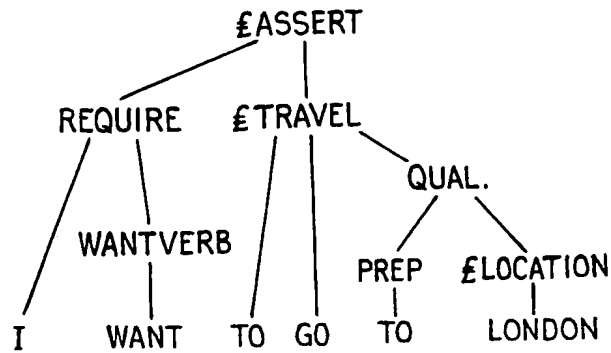 £ASSERT
REQUIRE £TRAVEL
QUAL.
WANTVERB
PREP £LOCATION
I WANT TO GO TO LONDON